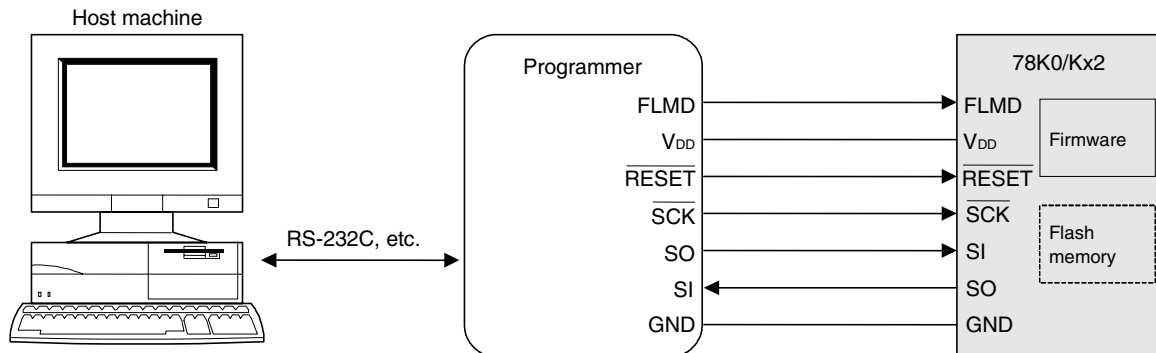 Host machine
RS-232C, etc.
Programmer
FLMD
VDD
RESET
SCK
SO
SI
GND
78K0/Kx2
FLMD
VDD
RESET
SCK
SI
SO
GND
Firmware
Flash
memory